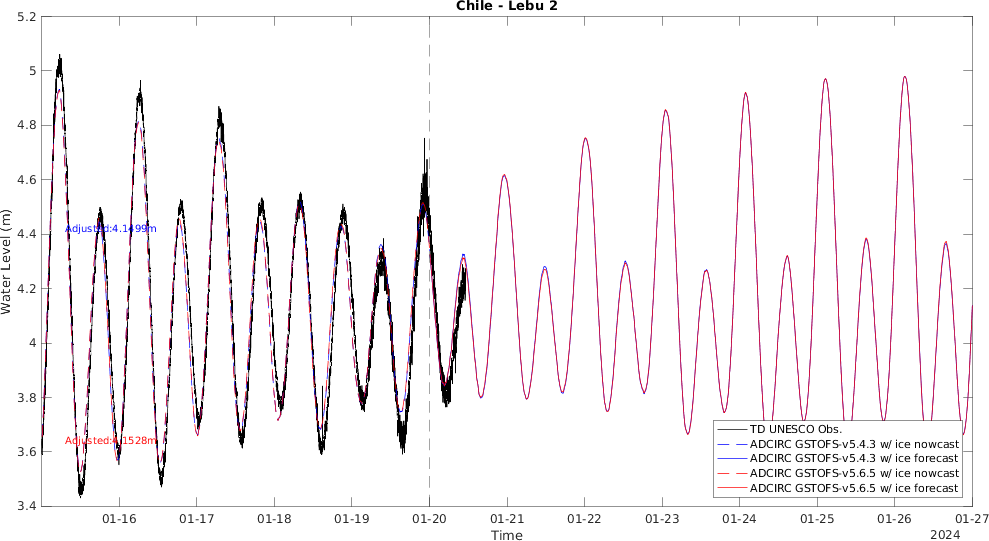 Chile - Lebu 2
5.2
5
4.8
4.6
4.4
4.2
4
3.8
3.6
3.4
Water Level (m)
Adjusted:4.1499m
Adjusted:4.1528m
TD UNESCO Obs.
ADCIRC GSTOFS-v5.4.3 w/ ice nowcast
ADCIRC GSTOFS-v5.4.3 w/ ice forecast
ADCIRC GSTOFS-v5.6.5 w/ ice nowcast
ADCIRC GSTOFS-v5.6.5 w/ ice forecast
01-16 01-17 01-18 01-19 01-20 01-21 01-22 01-23 01-24 01-25 01-26 01-27
Time
2024